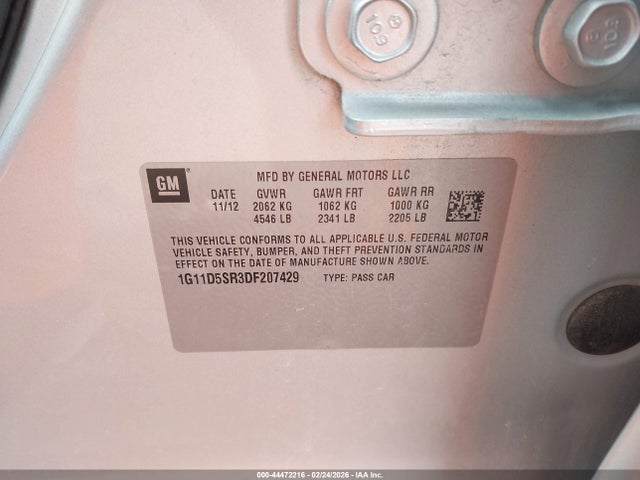 109
109
GM
MFD BY GENERAL MOTORS LLC
DATE GVWR GAWR FRT GAWR RR
11/12 2062 KG 1062 KG 1000 KG
4546 LB 2341 LB 2205 LB
THIS VEHICLE CONFORMS TO ALL APPLICABLE U.S. FEDERAL MOTOR
VEHICLE SAFETY, BUMPER, AND THEFT PREVENTION STANDARDS IN
EFFECT ON THE DATE OF MANUFACTURE SHOWN ABOVE.
1G11D5SR3DF207429 TYPE: PASS CAR
000-44472216 - 02/24/2026 - IAA Inc.